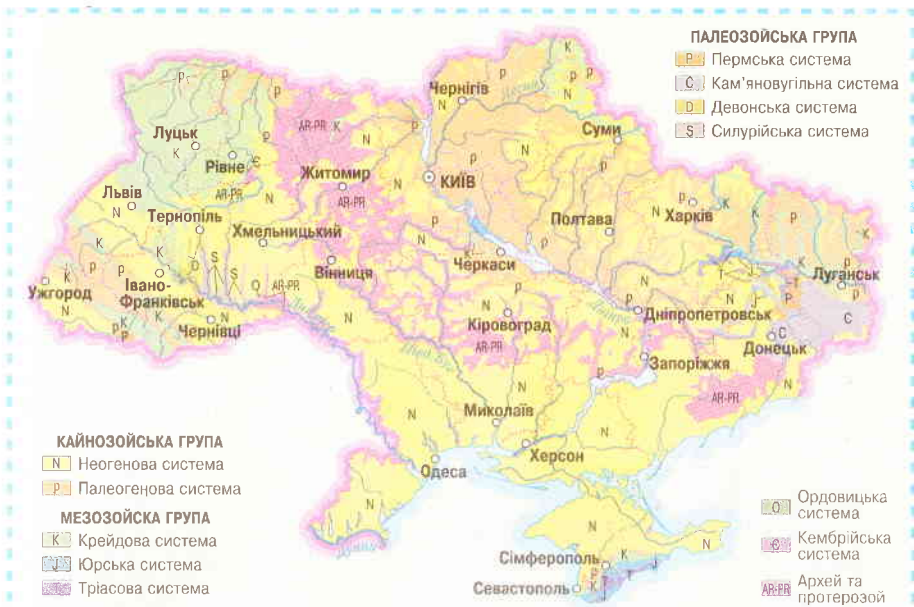 ПАЛЕОЗОЙСЬКА ГРУПА
P Пермська система
C Кам'яновугільна система
D Девонська система
S Силурійська система
Чернігів
Суми
Луцьк
Рівне
Житомир
КИЇВ
Львів
Тернопіль
Хмельницький
Полтава
Харків
Вінниця
Черкаси
Луганськ
Ужгород
Івано-
Франківськ
Чернівці
Кіровоград
Дніпропетровськ
Донецьк
Запоріжжя
Миколаїв
Херсон
Одеса
Сімферополь
Севастополь
КАЙНОЗОЙСЬКА ГРУПА
N Неогенова система
P Палеогенова система
МЕЗОЗОЙСКА ГРУПА
K Крейдова система
J Юрська система
T Тріасова система
O Ордовицька
система
Є Кембрійська
система
AR-PR Архей та
протерозой